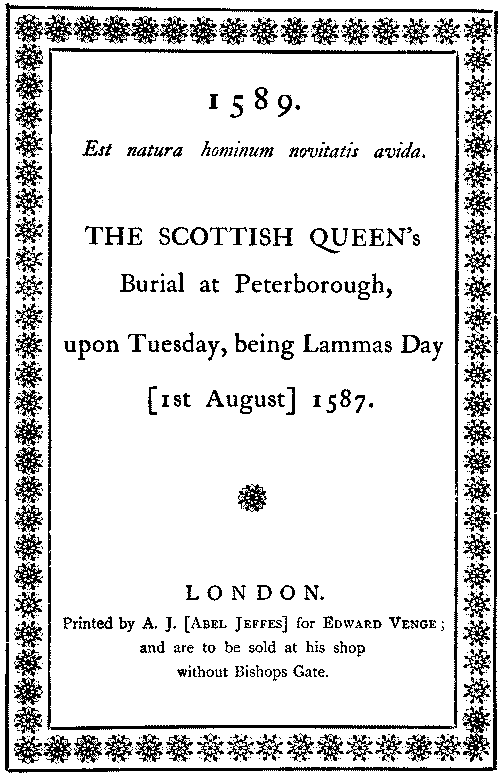 1589.
Est natura hominum novitatis avida.
THE SCOTTISH QUEEN's
Burial at Peterborough,
upon Tuesday, being Lammas Day
[1st August] 1587.
LONDON.
Printed by A. J. [ABEL JEFFES] for EDWARD VENGE;
and are to be sold at his shop
without Bishops Gate.